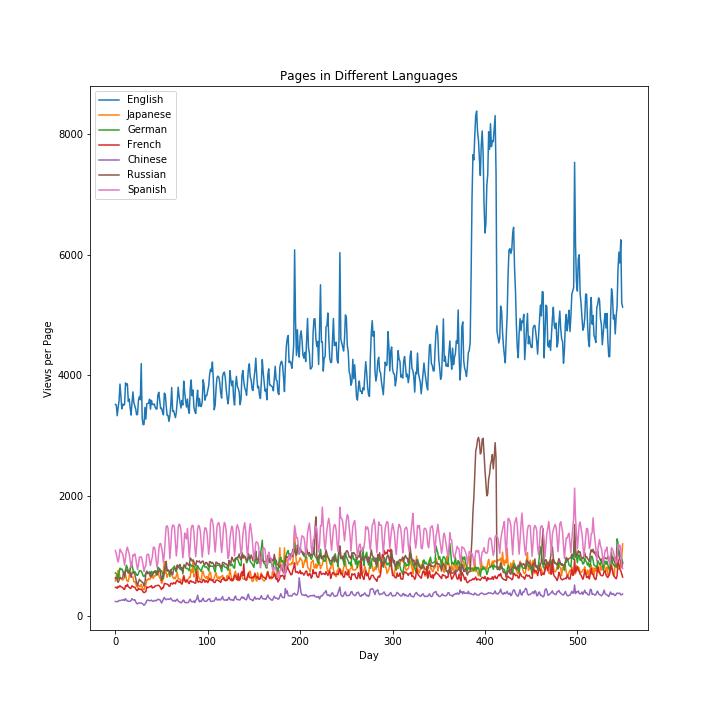 Pages in Different Languages
English
Japanese
German
French
Chinese
Russian
Spanish
Views per Page
8000
6000
4000
2000
0
0 100 200 300 400 500
Day